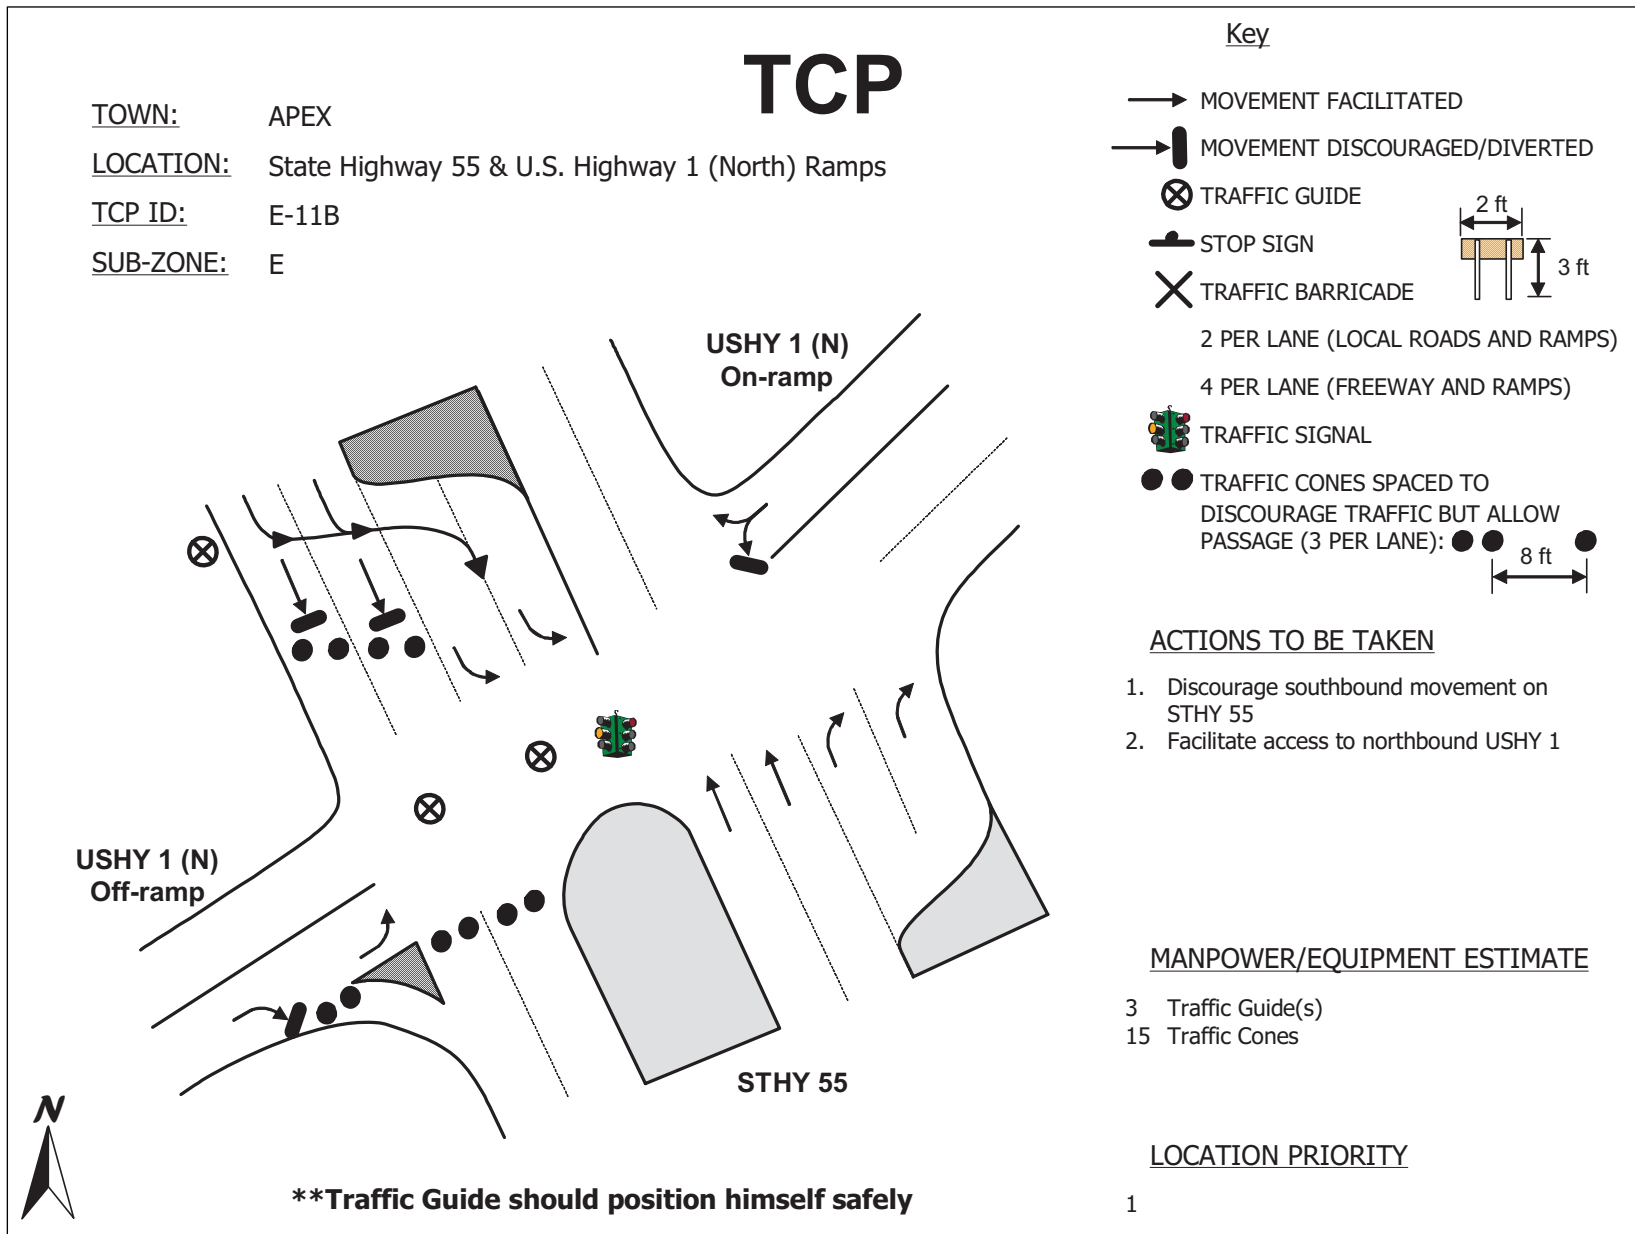 TCP
TOWN: APEX
LOCATION: State Highway 55 & U.S. Highway 1 (North) Ramps
TCP ID: E-11B
SUB-ZONE: E
Key
MOVEMENT FACILITATED
MOVEMENT DISCOURAGED/DIVERTED
TRAFFIC GUIDE
STOP SIGN
2 ft
3 ft
TRAFFIC BARRICADE
2 PER LANE (LOCAL ROADS AND RAMPS)
4 PER LANE (FREEWAY AND RAMPS)
TRAFFIC SIGNAL
TRAFFIC CONES SPACED TO
DISCOURAGE TRAFFIC BUT ALLOW
PASSAGE (3 PER LANE):
8 ft
USHY 1 (N)
On-ramp
USHY 1 (N)
Off-ramp
STHY 55
N
**Traffic Guide should position himself safely
ACTIONS TO BE TAKEN
1. Discourage southbound movement on
STHY 55
2. Facilitate access to northbound USHY 1
MANPOWER/EQUIPMENT ESTIMATE
3 Traffic Guide(s)
15 Traffic Cones
LOCATION PRIORITY
1